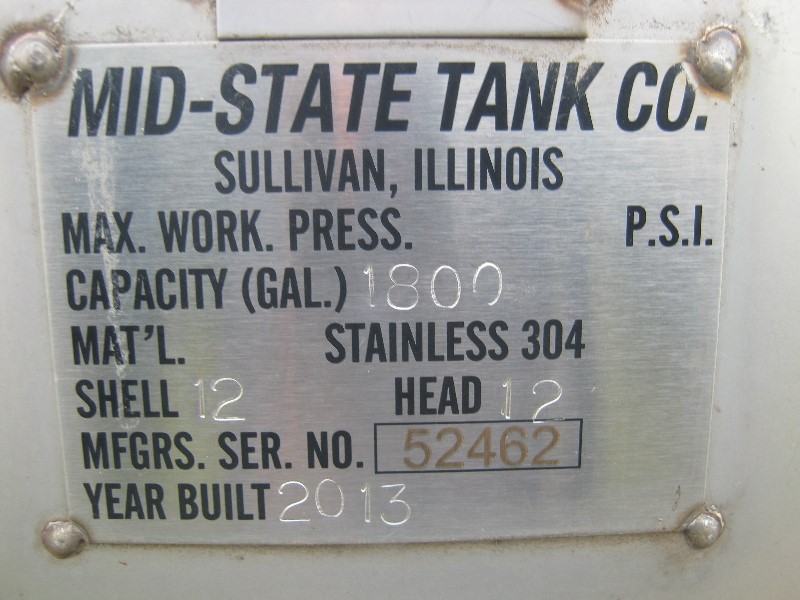 MID-STATE TANK CO.
SULLIVAN, ILLINOIS
MAX. WORK. PRESS. P.S.I.
CAPACITY (GAL.) 1800
MAT'L. STAINLESS 304
SHELL 12 HEAD 12
MFGRS. SER. NO. 52462
YEAR BUILT 2013